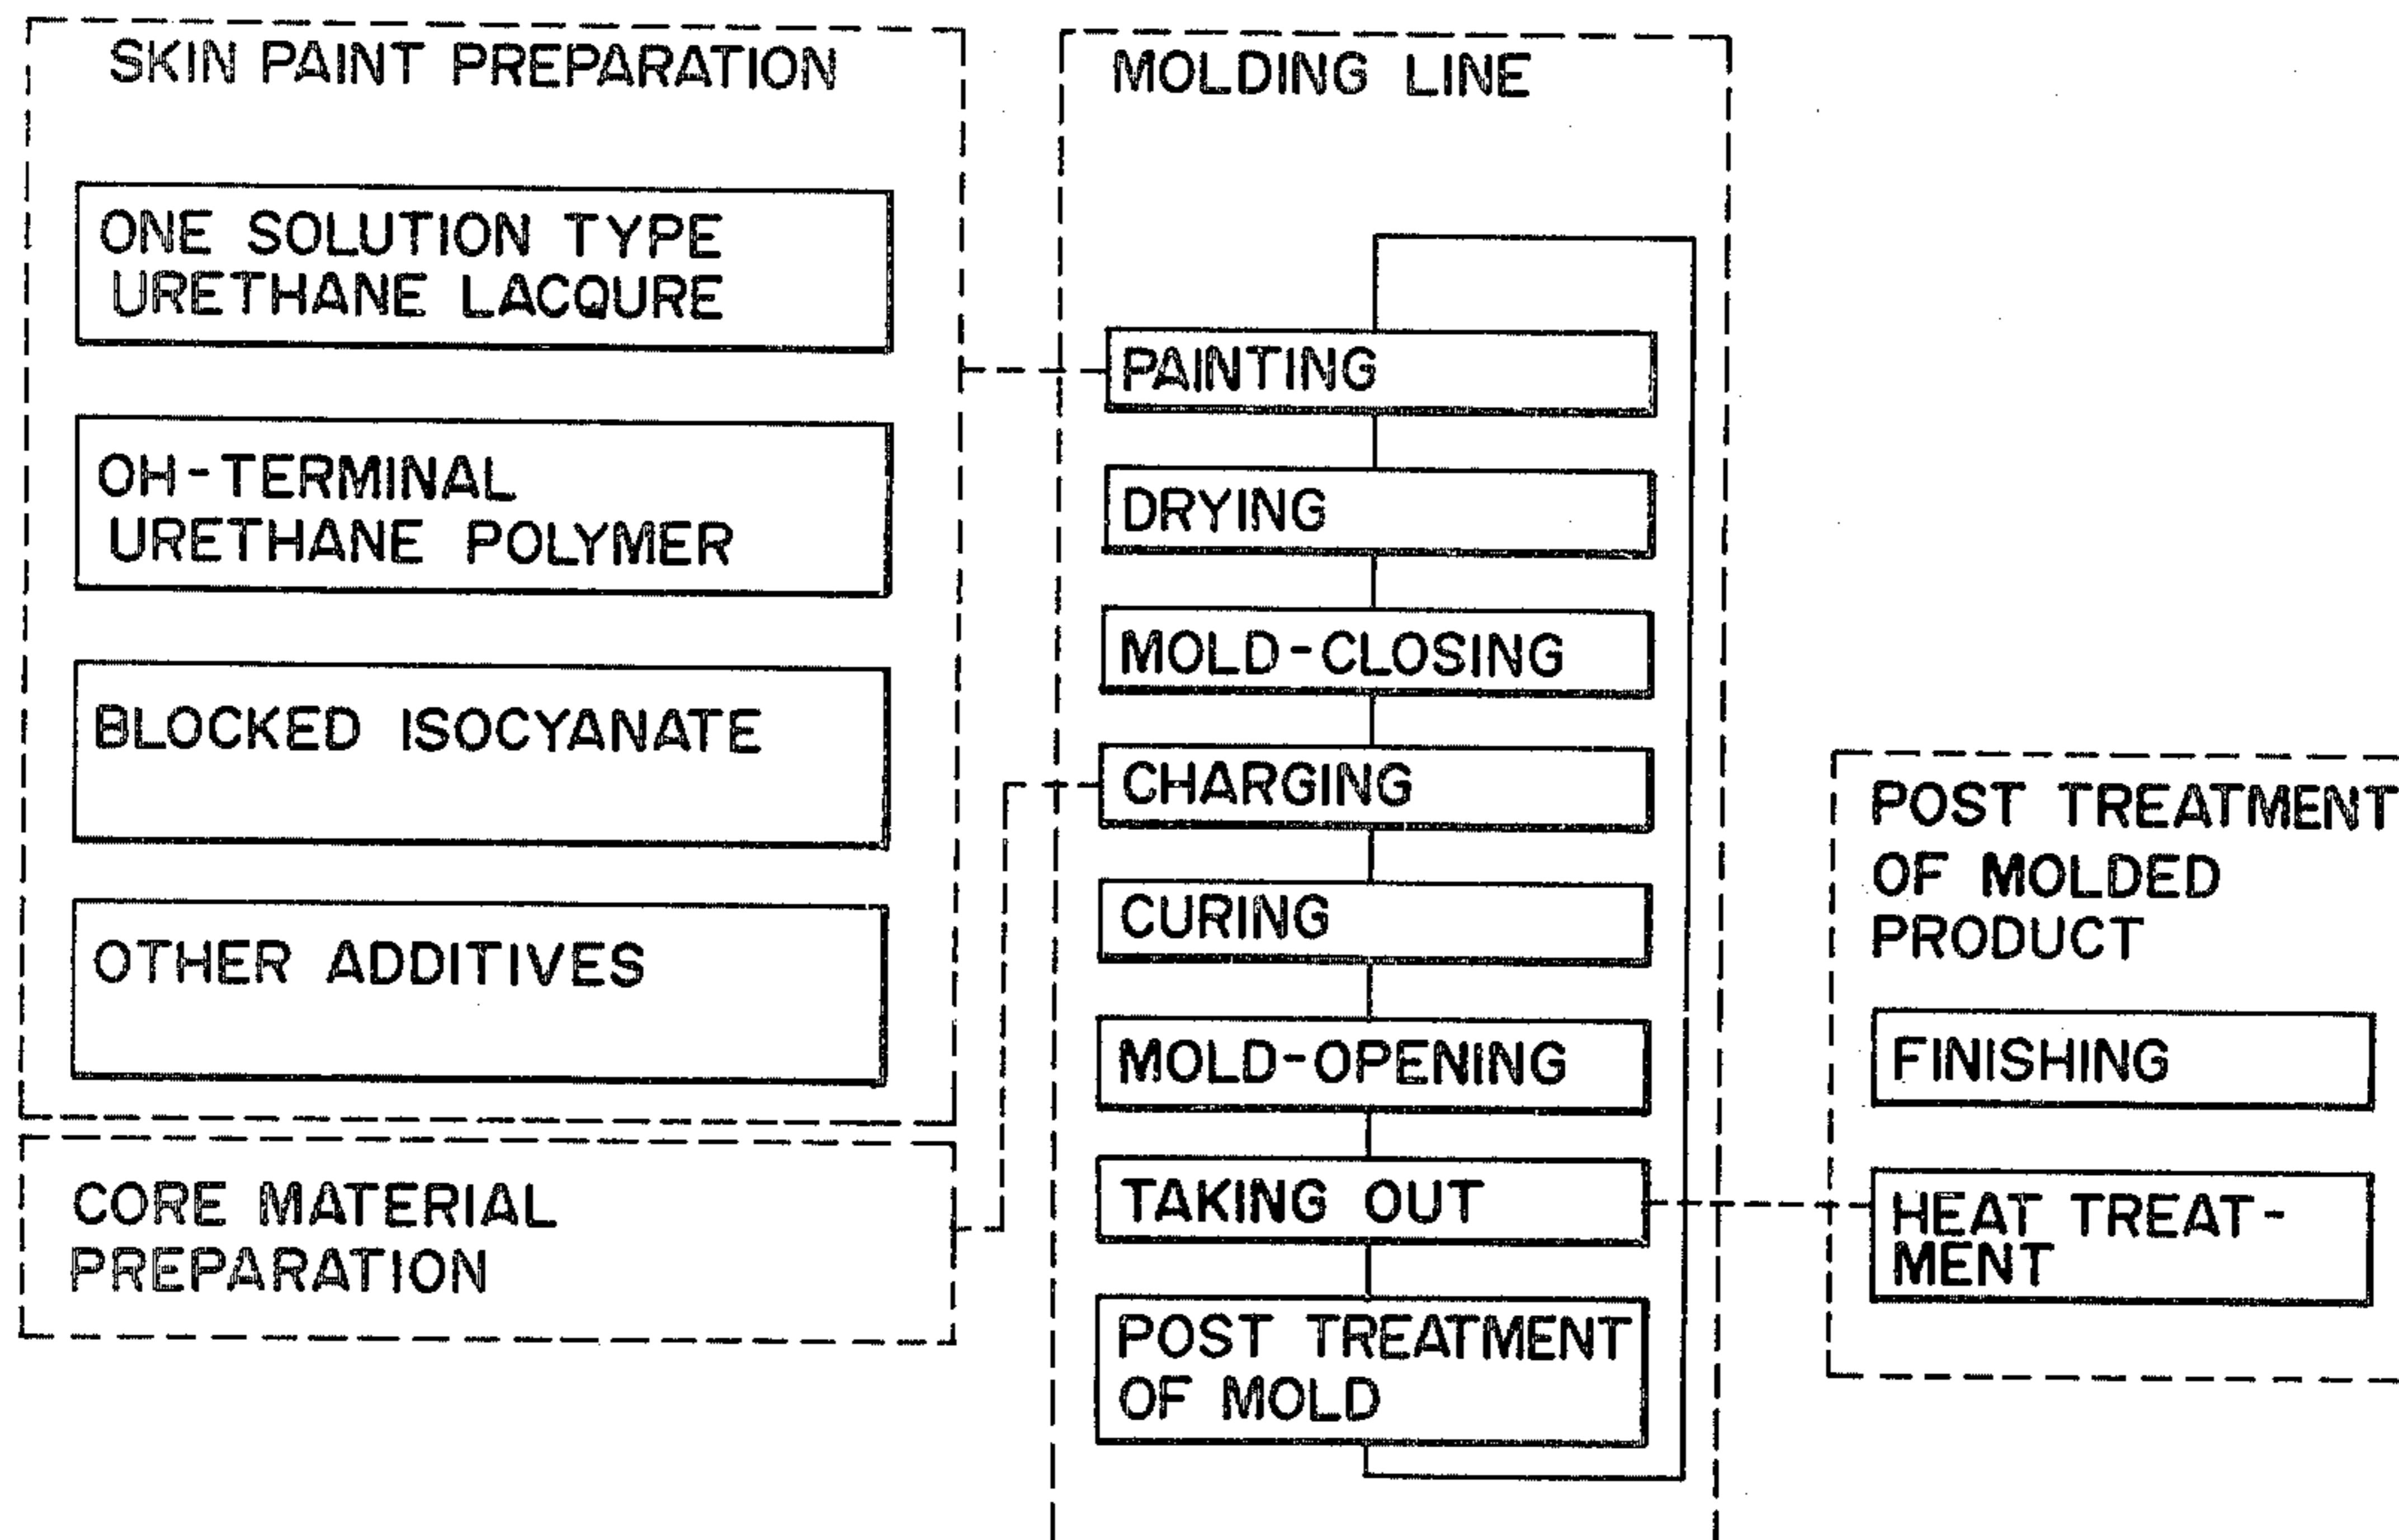 SKIN PAINT PREPARATION
ONE SOLUTION TYPE
URETHANE LACQURE
OH-TERMINAL
URETHANE POLYMER
BLOCKED ISOCYANATE
OTHER ADDITIVES
CORE MATERIAL
PREPARATION
MOLDING LINE
PAINTING
DRYING
MOLD-CLOSING
CHARGING
CURING
MOLD-OPENING
TAKING OUT
POST TREATMENT
OF MOLD
POST TREATMENT
OF MOLDED
PRODUCT
FINISHING
HEAT TREAT-
MENT